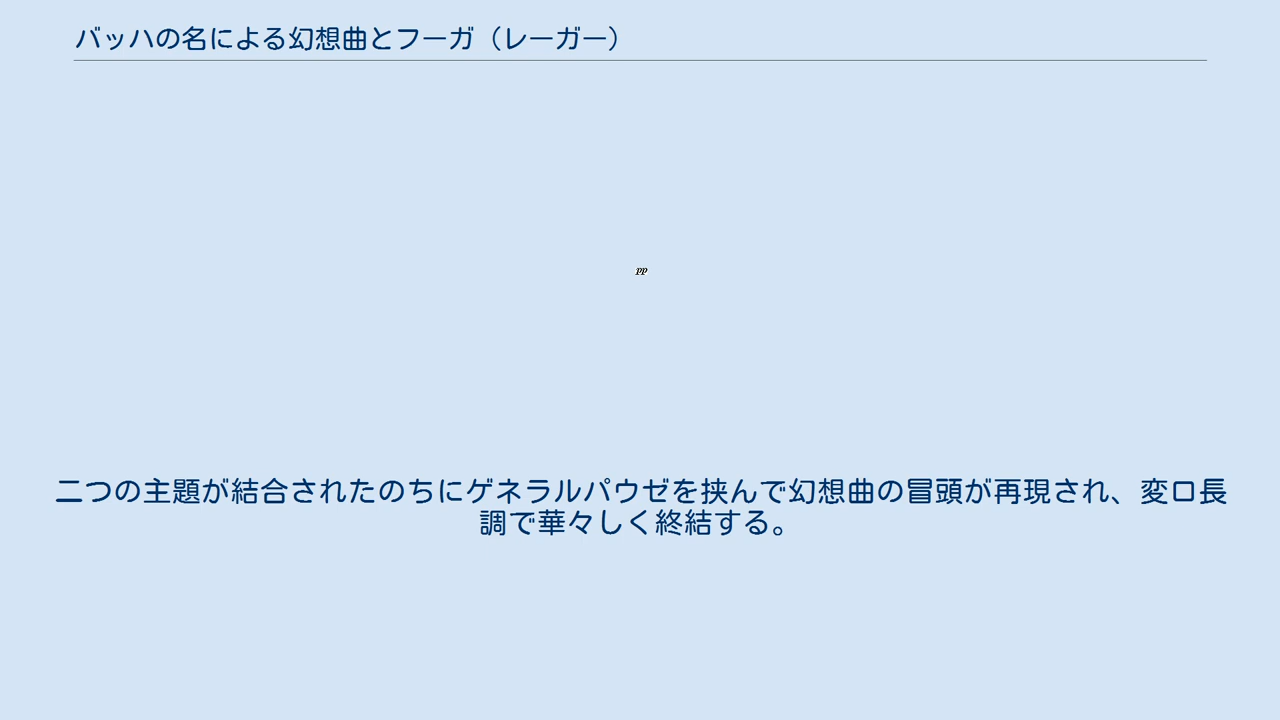 バッハの名による幻想曲とフーガ（レーガー）
pp
二つの主題が結合されたのちにゲネラルパウゼを挟んで幻想曲の冒頭が再現され、変ロ長
調で華々しく終結する。